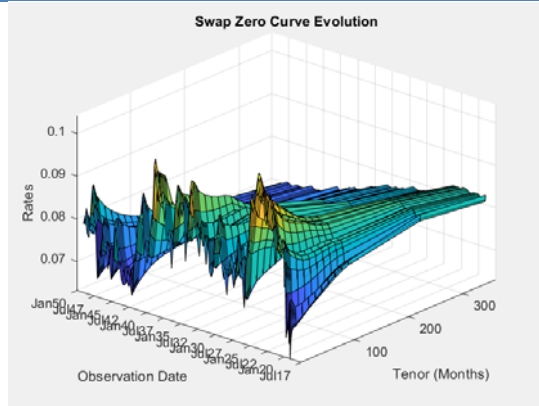 Swap Zero Curve Evolution
0.1
0.09
0.08
0.07
Rates
Jan50
Jul47
Jan45
Jul42
Jan40
Jul37
Jan35
Jul32
Jan30
Jul27
Jan25
Jul22
Jan20
Jul17
Observation Date
100
200
300
Tenor (Months)